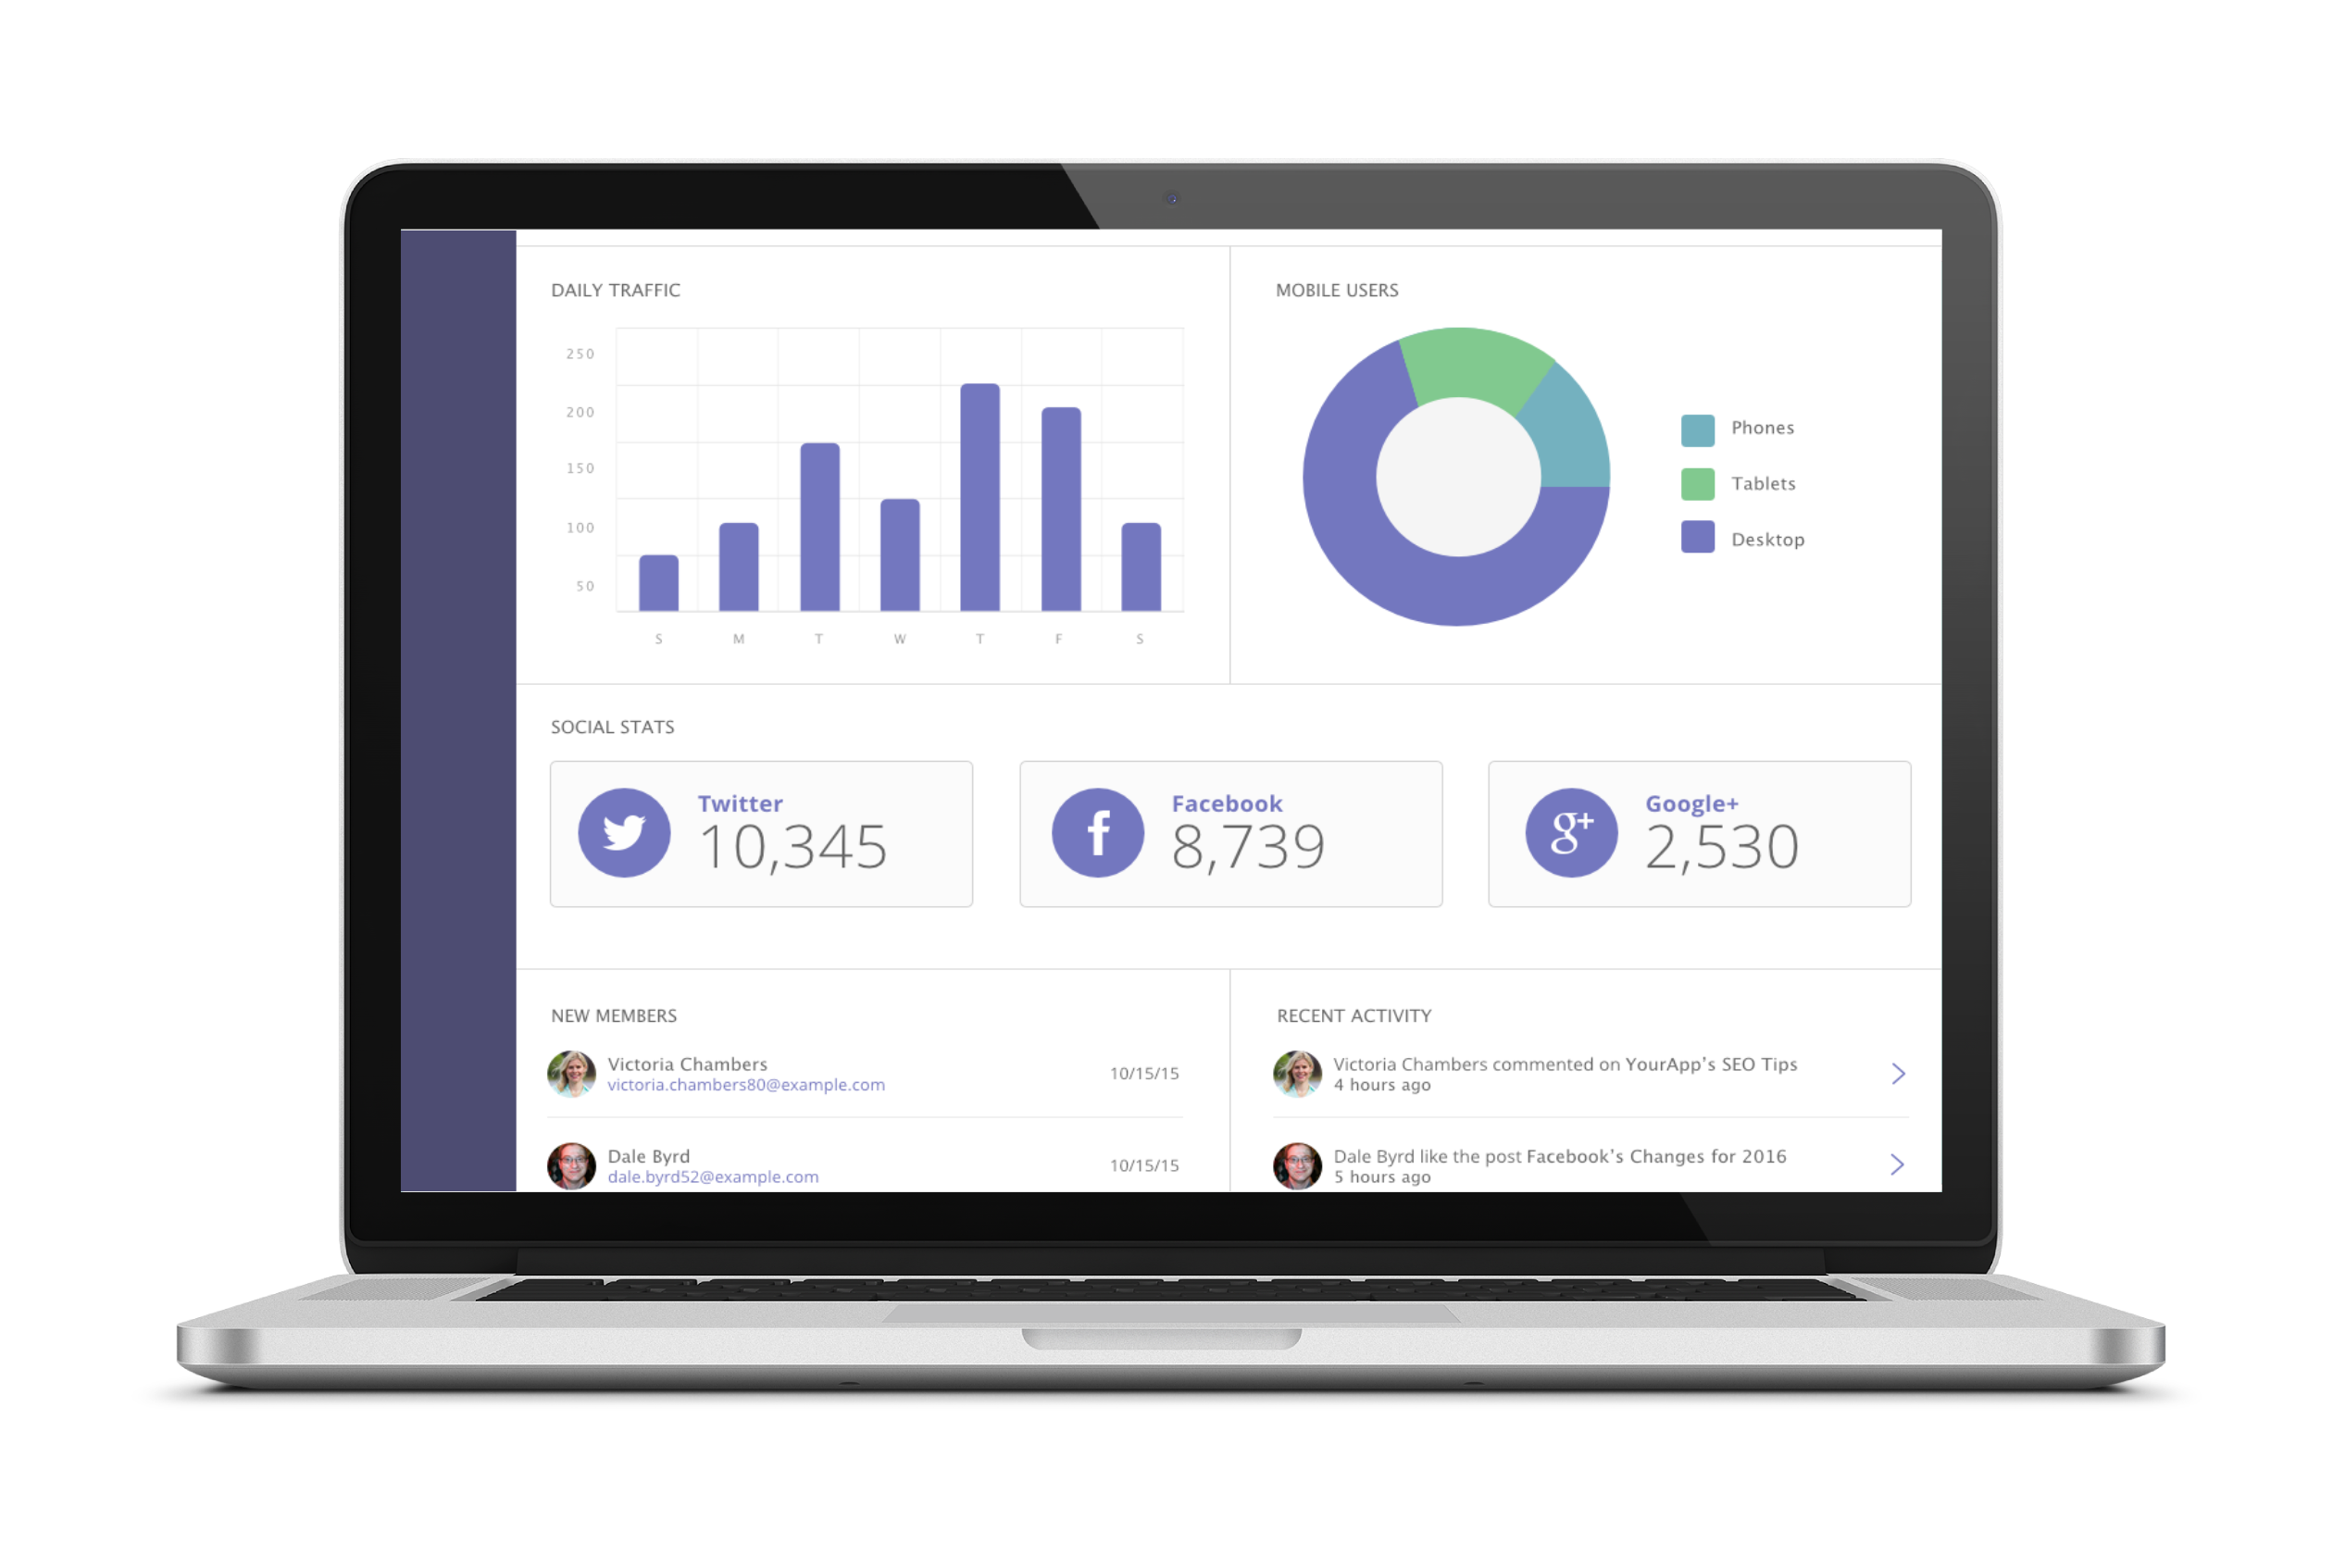 DAILY TRAFFIC
250
200
150
100
50
S M T W T F S
MOBILE USERS
Phones
Tablets
Desktop
SOCIAL STATS
Twitter
10,345
f
Facebook
8,739
g+
Google+
2,530
NEW MEMBERS
Victoria Chambers
victoria.chambers80@example.com
10/15/15
Dale Byrd
dale.byrd52@example.com
10/15/15
RECENT ACTIVITY
Victoria Chambers commented on YourApp's SEO Tips
4 hours ago
Dale Byrd like the post Facebook's Changes for 2016
5 hours ago